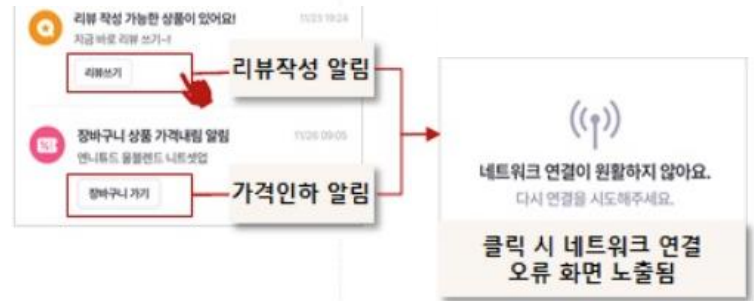 리뷰 작성 가능한 상품이 있어요!
11/23 19:24
지금 바로 리뷰 쓰기~!
리뷰쓰기
리뷰작성 알림
장바구니 상품 가격내림 알림
11/26 09:05
앤니튜드 울블렌드 니트셋업
장바구니 가기
가격인하 알림
네트워크 연결이 원활하지 않아요.
다시 연결을 시도해주세요.
클릭 시 네트워크 연결
오류 화면 노출됨